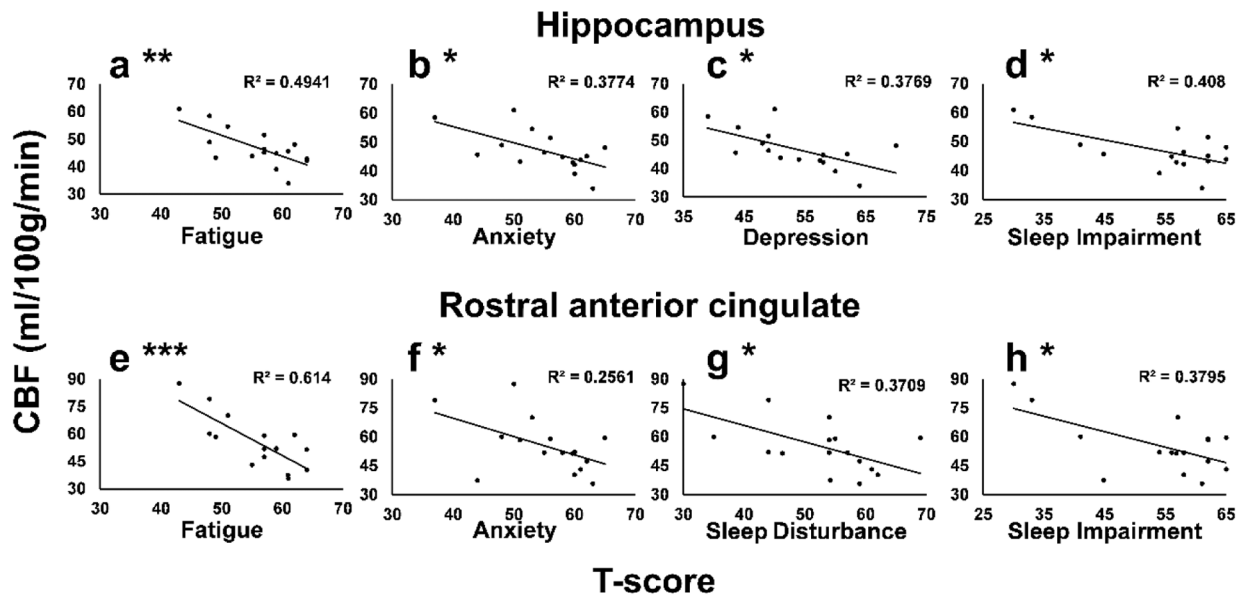 Hippocampus
a ** R² = 0.4941
b * R² = 0.3774
c * R² = 0.3769
d * R² = 0.408
70 60 50 40 30
30 40 50 60 70
Fatigue
70 60 50 40 30
30 40 50 60 70
Anxiety
70 60 50 40 30
35 45 55 65 75
Depression
70 60 50 40 30
25 35 45 55 65
Sleep Impairment
CBF (ml/100g/min)
Rostral anterior cingulate
e *** R² = 0.614
f * R² = 0.2561
g * R² = 0.3709
h * R² = 0.3795
90 75 60 45 30
30 40 50 60 70
Fatigue
90 75 60 45 30
30 40 50 60 70
Anxiety
90 75 60 45 30
30 40 50 60 70
Sleep Disturbance
90 75 60 45 30
25 35 45 55 65
Sleep Impairment
T-score